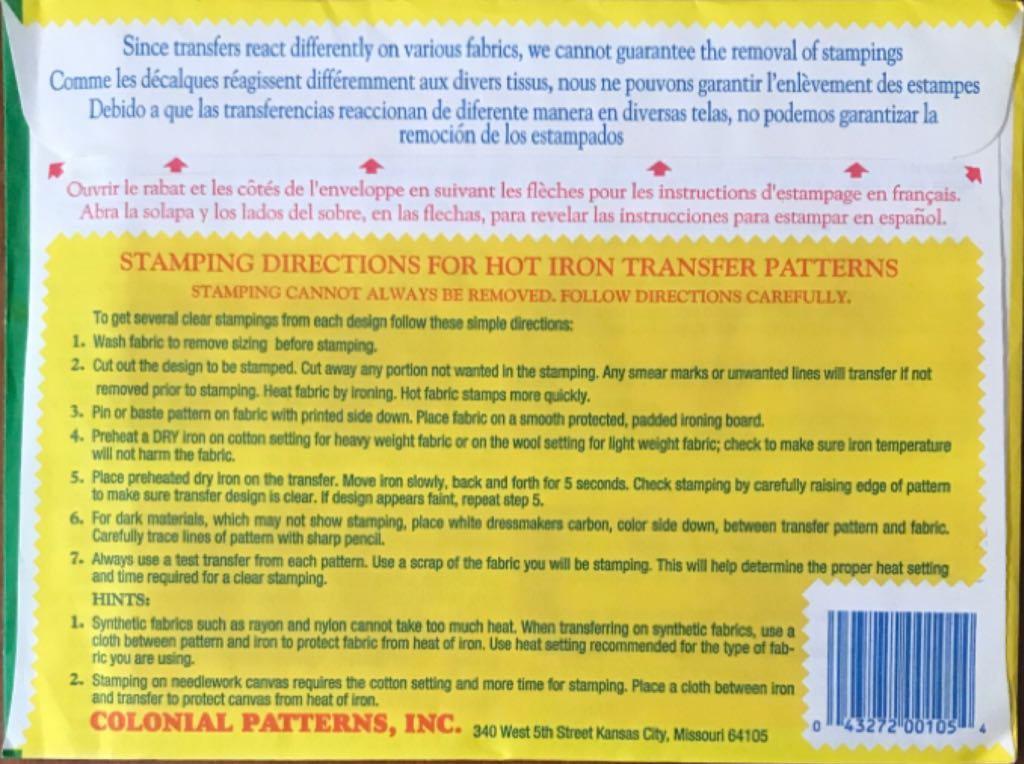 Since transfers react differently on various fabrics, we cannot guarantee the removal of stampings
Comme les décalques réagissent différemment aux divers tissus, nous ne pouvons garantir l'enlèvement des estampes
Debido a que las transferencias reaccionan de diferente manera en diversas telas, no podemos garantizar la
remoción de los estampados
Ouvrir le rabat et les côtés de l'enveloppe en suivant les flèches pour les instructions d'estampage en français.
Abra la solapa y los lados del sobre, en las flechas, para revelar las instrucciones para estampar en español.
STAMPING DIRECTIONS FOR HOT IRON TRANSFER PATTERNS
STAMPING CANNOT ALWAYS BE REMOVED. FOLLOW DIRECTIONS CAREFULLY.
To get several clear stampings from each design follow these simple directions:
1. Wash fabric to remove sizing before stamping.
2. Cut out the design to be stamped. Cut away any portion not wanted in the stamping. Any smear marks or unwanted lines will transfer if not
removed prior to stamping. Heat fabric by ironing. Hot fabric stamps more quickly.
3. Pin or baste pattern on fabric with printed side down. Place fabric on a smooth protected, padded ironing board.
4. Preheat a DRY iron on cotton setting for heavy weight fabric or on the wool setting for light weight fabric; check to make sure iron temperature
will not harm the fabric.
5. Place preheated dry iron on the transfer. Move iron slowly, back and forth for 5 seconds. Check stamping by carefully raising edge of pattern
to make sure transfer design is clear. If design appears faint, repeat step 5.
6. For dark materials, which may not show stamping, place white dressmakers carbon, color side down, between transfer pattern and fabric.
Carefully trace lines of pattern with sharp pencil.
7. Always use a test transfer from each pattern. Use a scrap of the fabric you will be stamping. This will help determine the proper heat setting
and time required for a clear stamping.
HINTS:
1. Synthetic fabrics such as rayon and nylon cannot take too much heat. When transferring on synthetic fabrics, use a
cloth between pattern and iron to protect fabric from heat of iron. Use heat setting recommended for the type of fab-
ric you are using.
2. Stamping on needlework canvas requires the cotton setting and more time for stamping. Place a cloth between iron
and transfer to protect canvas from heat of iron.
COLONIAL PATTERNS, INC. 340 West 5th Street Kansas City, Missouri 64105
0 43272 00105 4